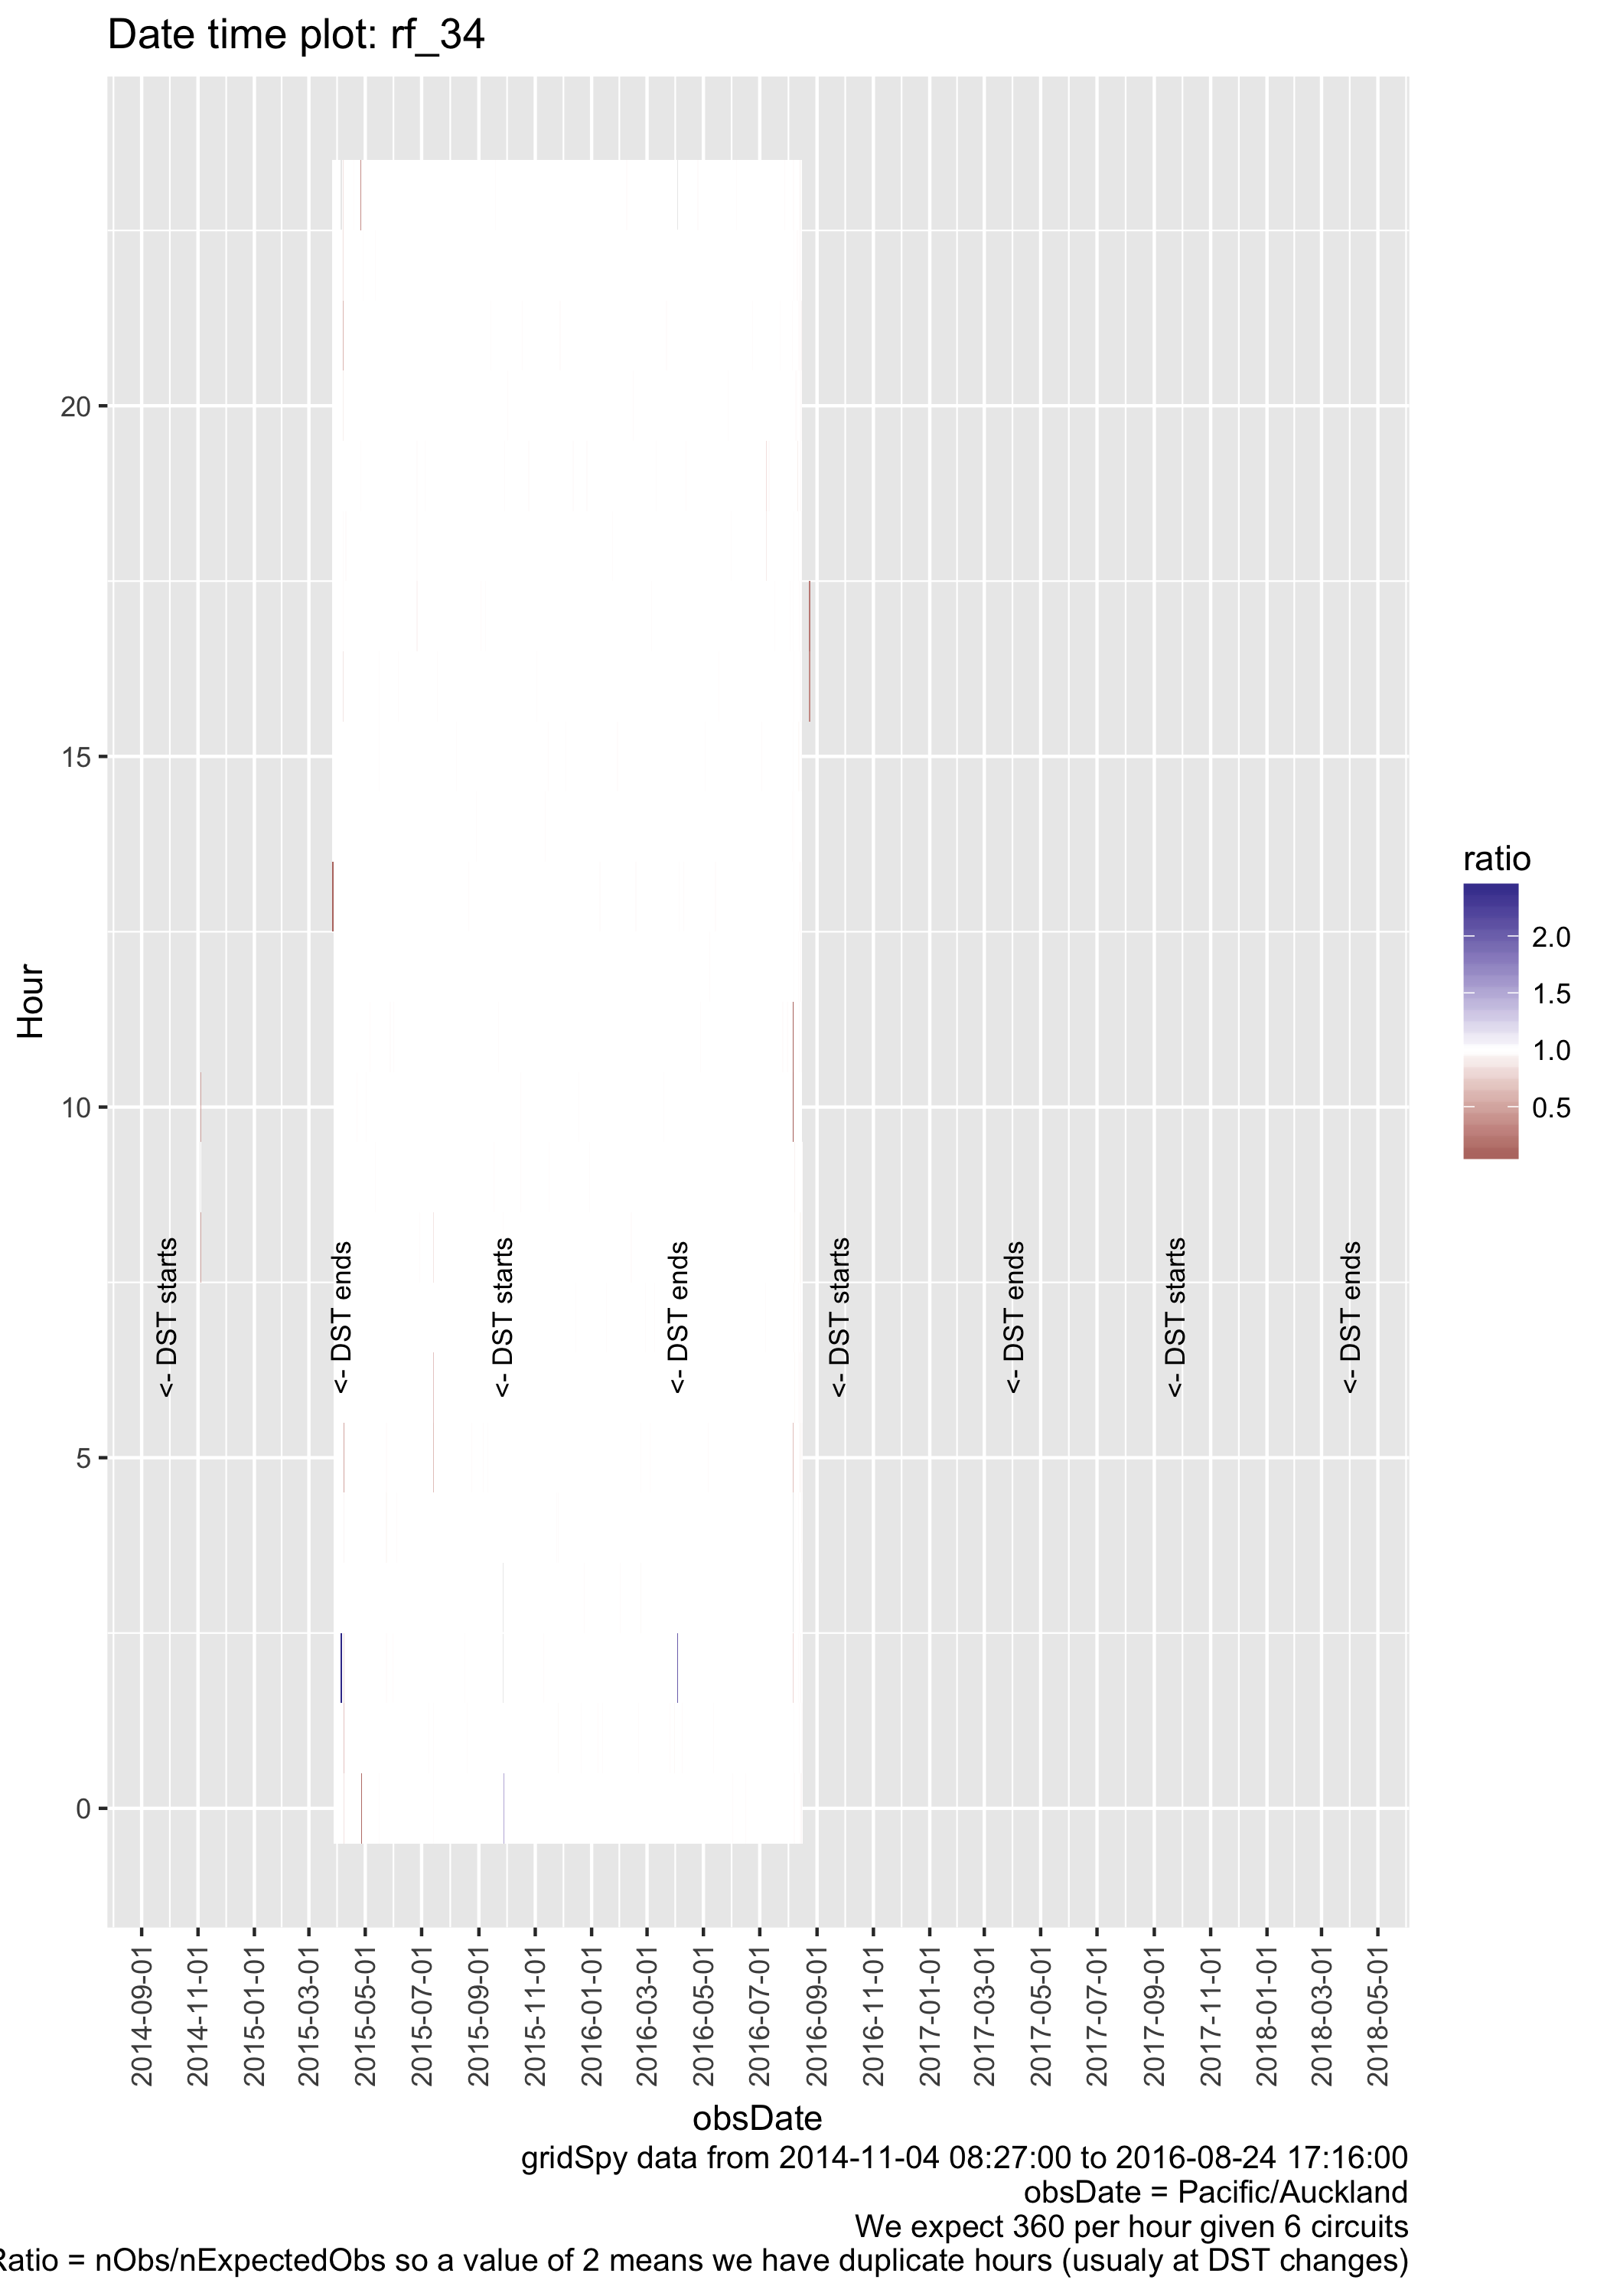 Date time plot: rf_34
Hour
20
15
10
5
0
<- DST starts
<- DST ends
<- DST starts
<- DST ends
<- DST starts
<- DST ends
<- DST starts
<- DST ends
ratio
2.0
1.5
1.0
0.5
2014-09-01
2014-11-01
2015-01-01
2015-03-01
2015-05-01
2015-07-01
2015-09-01
2015-11-01
2016-01-01
2016-03-01
2016-05-01
2016-07-01
2016-09-01
2016-11-01
2017-01-01
2017-03-01
2017-05-01
2017-07-01
2017-09-01
2017-11-01
2018-01-01
2018-03-01
2018-05-01
obsDate
gridSpy data from 2014-11-04 08:27:00 to 2016-08-24 17:16:00
obsDate = Pacific/Auckland
We expect 360 per hour given 6 circuits
Ratio = nObs/nExpectedObs so a value of 2 means we have duplicate hours (usualy at DST changes)